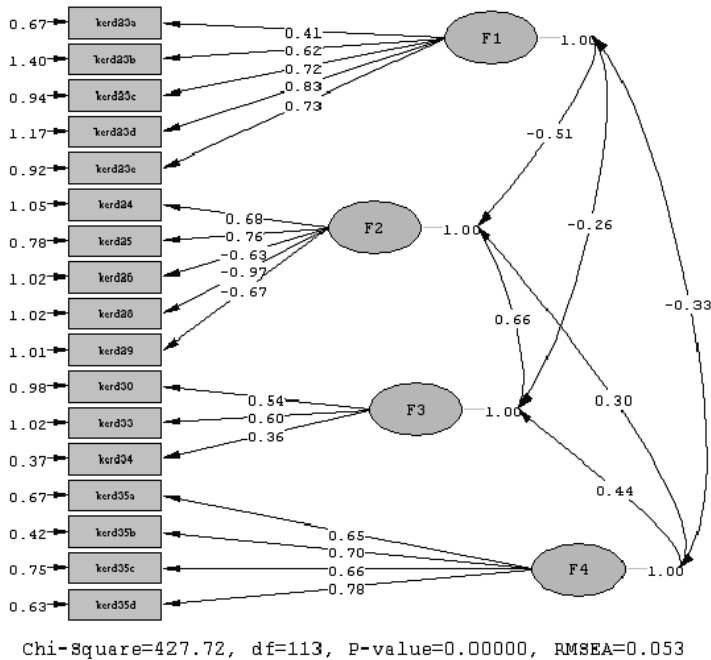 0.67 kerd23a
0.41
F1
1.00
1.40 kerd23b
0.62
0.94 kerd23c
0.72
1.17 kerd23d
0.83
0.92 kerd23e
0.73
-0.51
1.05 kerd24
0.68
F2
1.00
0.78 kerd25
0.76
-0.26
1.02 kerd26
-0.63
1.02 kerd28
-0.97
1.01 kerd29
-0.67
0.66
-0.33
0.98 kerd30
0.54
F3
1.00
0.30
1.02 kerd33
0.60
0.37 kerd34
0.36
0.44
0.67 kerd35a
0.65
0.42 kerd35b
0.70
0.75 kerd35c
0.66
F4
1.00
0.63 kerd35d
0.78
Chi-Square=427.72, df=113, P-value=0.00000, RMSEA=0.053